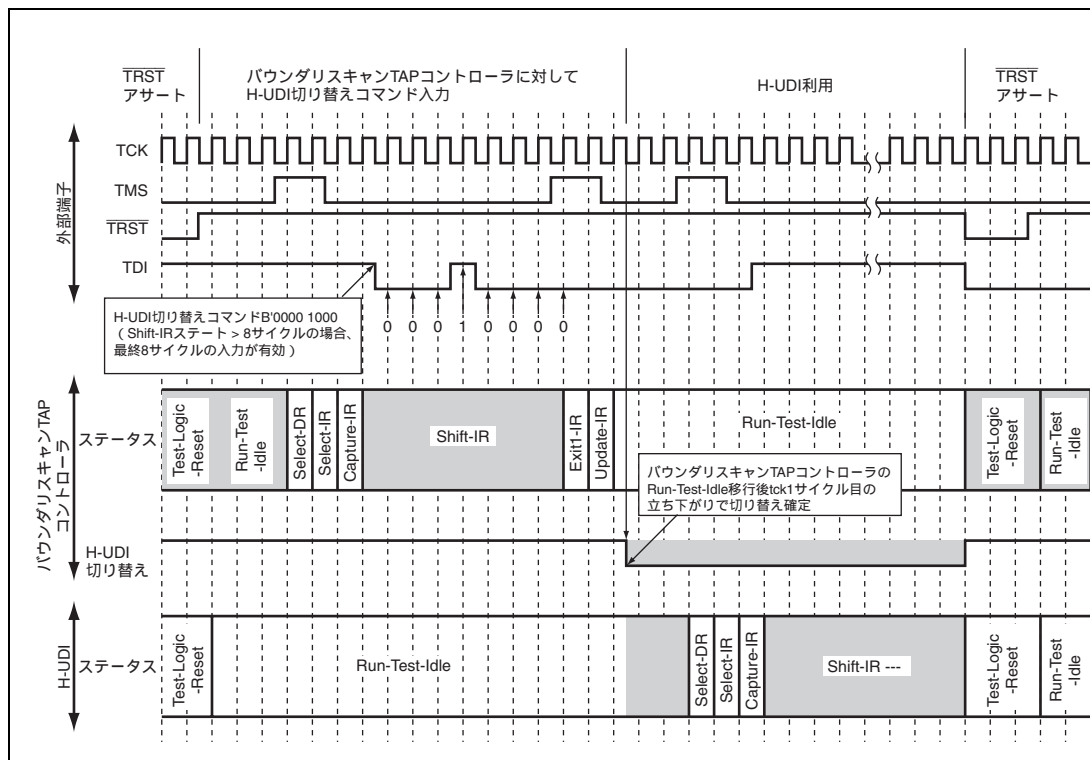 TRST
アサート
バウンダリスキャンTAPコントローラに対して
H-UDI切り替えコマンド入力
H-UDI利用
TRST
アサート
外部端子
TCK
TMS
TRST
TDI
H-UDI切り替えコマンドB'0000 1000
（Shift-IRステート > 8サイクルの場合、
最終8サイクルの入力が有効）
0 0 0 1 0 0 0 0
バウンダリスキャンTAP
コントローラ
ステータス
Test-Logic
-Reset
Run-Test
-Idle
Select-DR
Select-IR
Capture-IR
Shift-IR
Exit1-IR
Update-IR
Run-Test-Idle
Test-Logic
-Reset
Run-Test
-Idle
バウンダリスキャンTAPコントローラの
Run-Test-Idle移行後tck1サイクル目の
立ち下がりで切り替え確定
H-UDI
切り替え
H-UDI
ステータス
Test-Logic
-Reset
Run-Test-Idle
Select-DR
Select-IR
Capture-IR
Shift-IR ---
Test-Logic
-Reset
Run-Test
-Idle